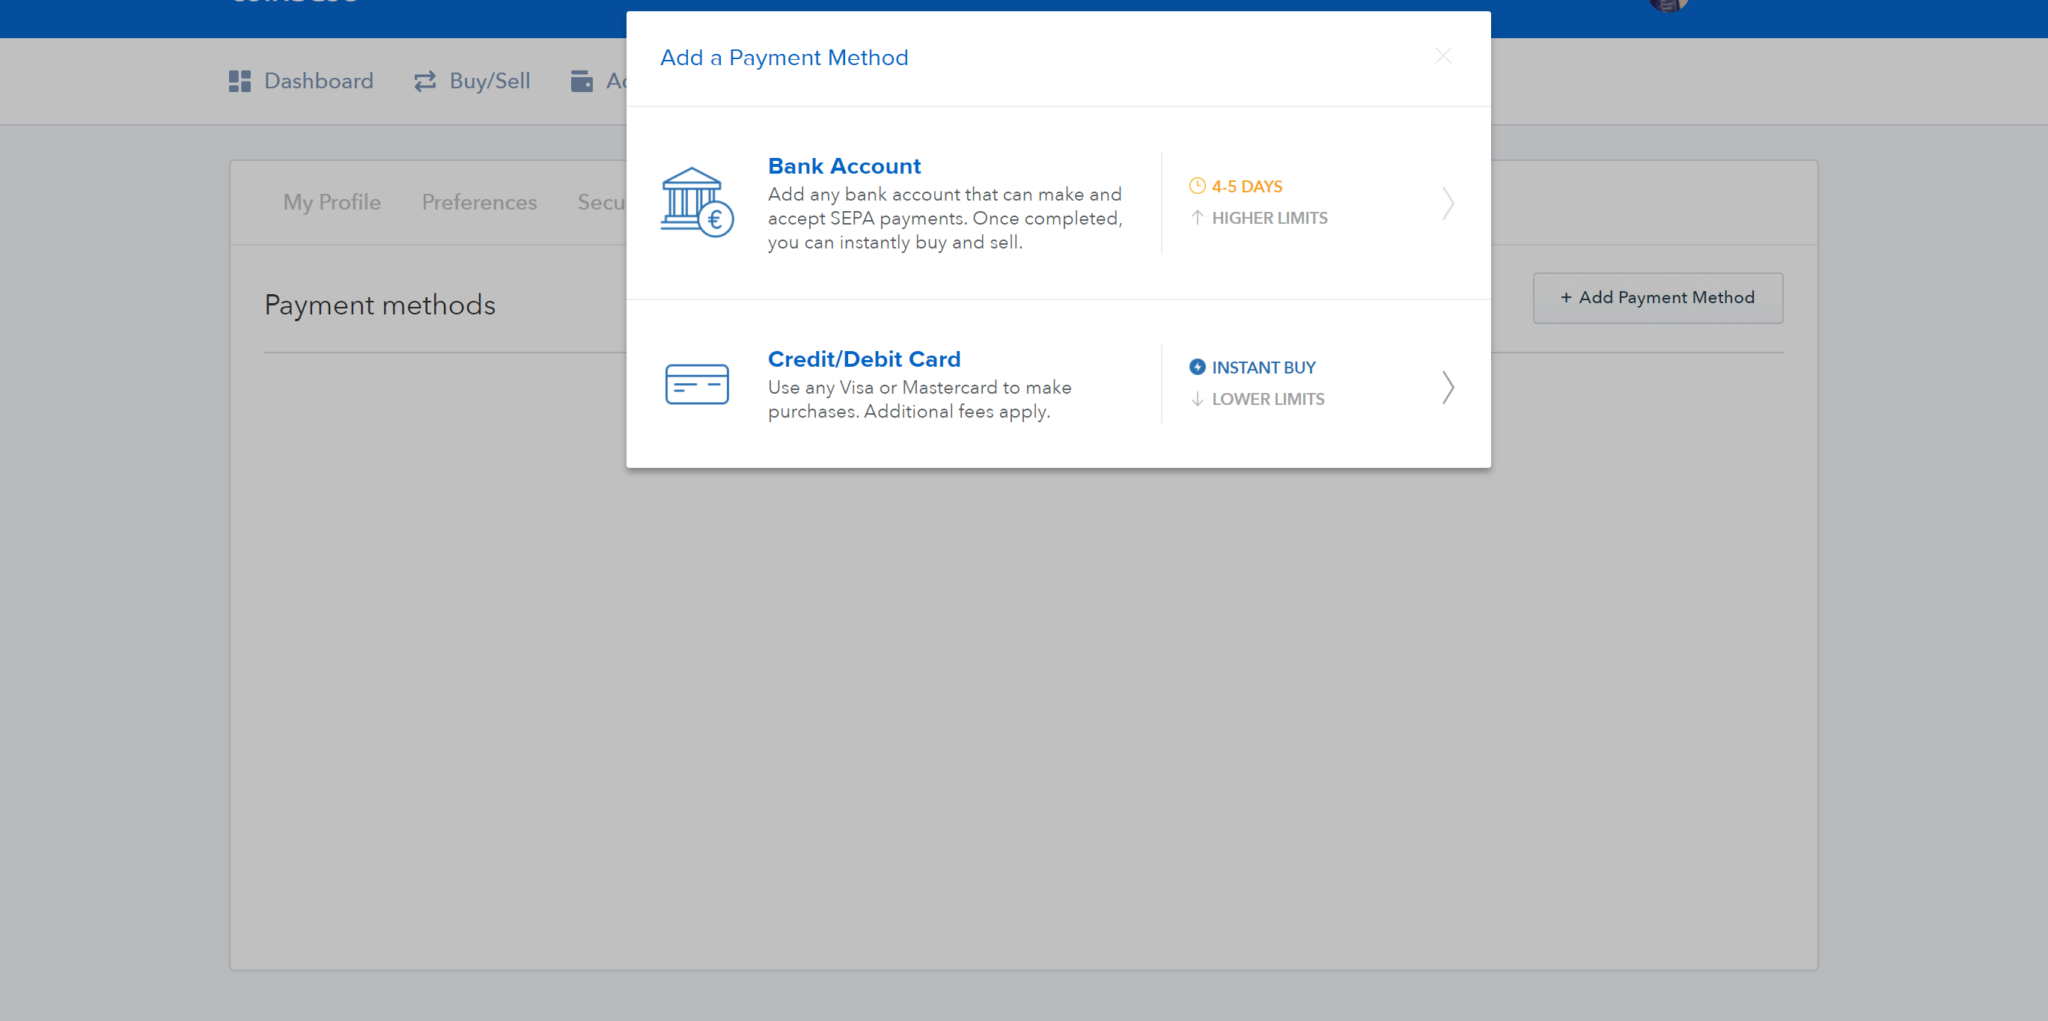 Add a Payment Method
Dashboard
Buy/Sell
My Profile
Preferences
Payment methods
+ Add Payment Method
Bank Account
Add any bank account that can make and
accept SEPA payments. Once completed,
you can instantly buy and sell.
4-5 DAYS
HIGHER LIMITS
Credit/Debit Card
Use any Visa or Mastercard to make
purchases. Additional fees apply.
INSTANT BUY
LOWER LIMITS